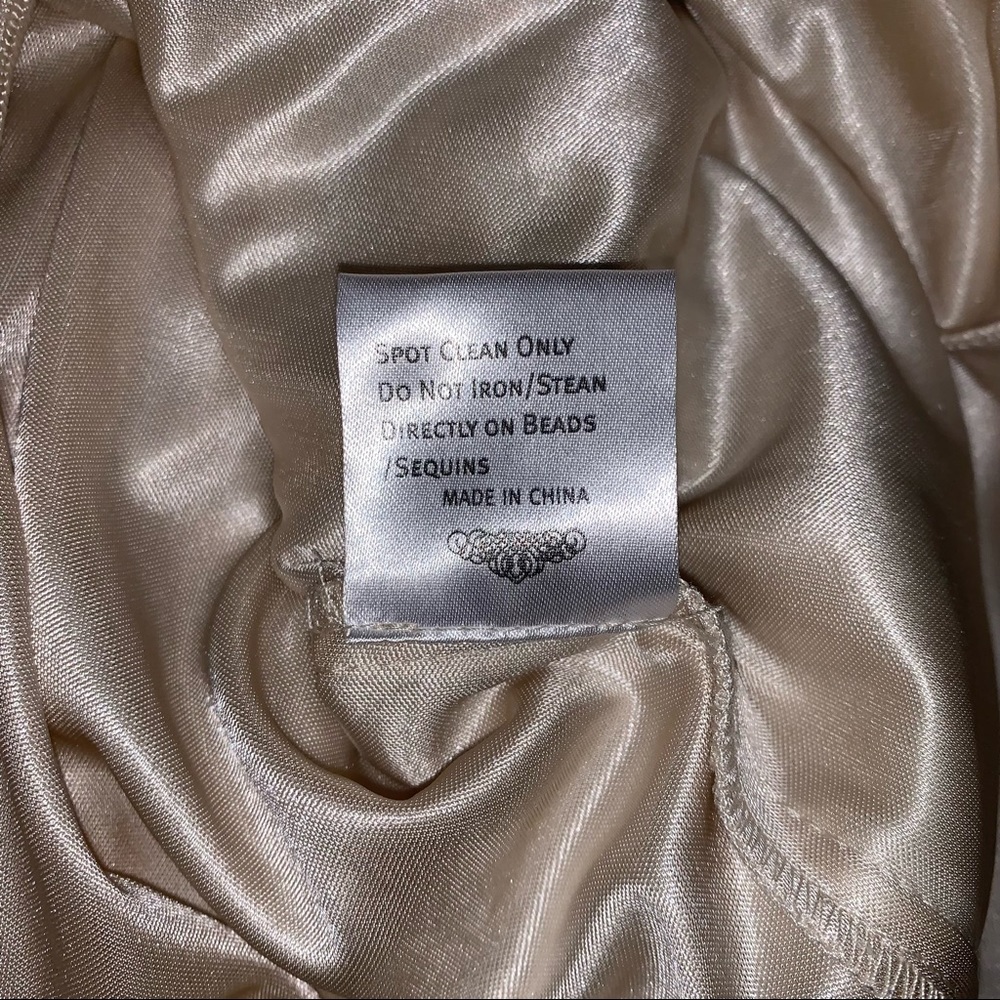 SPOT CLEAN ONLY
DO NOT IRON/STEAN
DIRECTLY ON BEADS
/SEQUINS
MADE IN CHINA